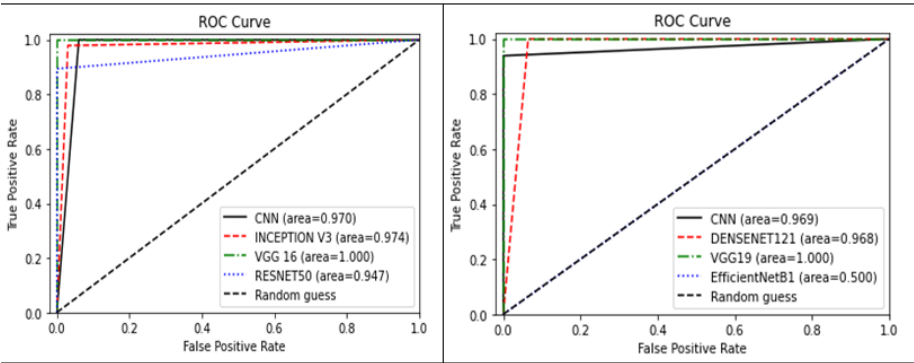 ROC Curve
1.0
0.8
0.6
0.4
0.2
0.0
True Positive Rate
CNN (area=0.970)
INCEPTION V3 (area=0.974)
VGG 16 (area=1.000)
RESNET50 (area=0.947)
Random guess
0.0 0.2 0.4 0.6 0.8 1.0
False Positive Rate
ROC Curve
1.0
0.8
0.6
0.4
0.2
0.0
True Positive Rate
CNN (area=0.969)
DENSENET121 (area=0.968)
VGG19 (area=1.000)
EfficientNetB1 (area=0.500)
Random guess
0.0 0.2 0.4 0.6 0.8 1.0
False Positive Rate